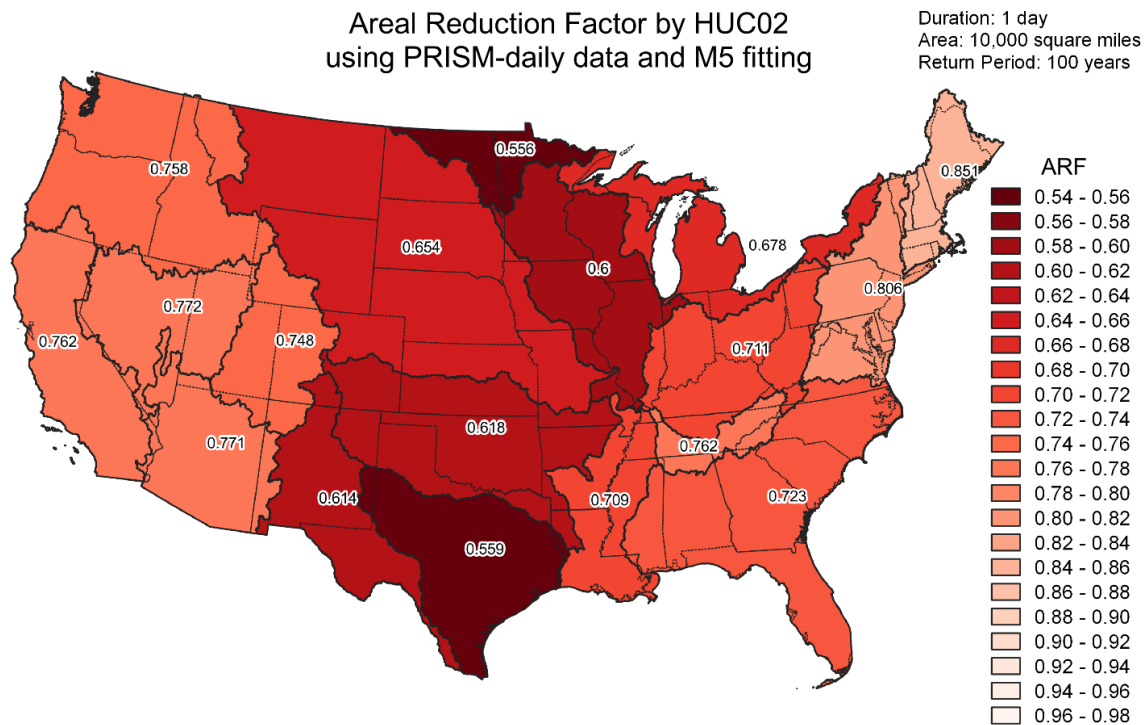 Areal Reduction Factor by HUC02
using PRISM-daily data and M5 fitting
Duration: 1 day
Area: 10,000 square miles
Return Period: 100 years
0.556
0.758
0.851
0.654
0.678
0.6
0.772
0.806
0.762
0.748
0.711
0.618
0.771
0.762
0.614
0.709
0.723
0.559
ARF
0.54 - 0.56
0.56 - 0.58
0.58 - 0.60
0.60 - 0.62
0.62 - 0.64
0.64 - 0.66
0.66 - 0.68
0.68 - 0.70
0.70 - 0.72
0.72 - 0.74
0.74 - 0.76
0.76 - 0.78
0.78 - 0.80
0.80 - 0.82
0.82 - 0.84
0.84 - 0.86
0.86 - 0.88
0.88 - 0.90
0.90 - 0.92
0.92 - 0.94
0.94 - 0.96
0.96 - 0.98